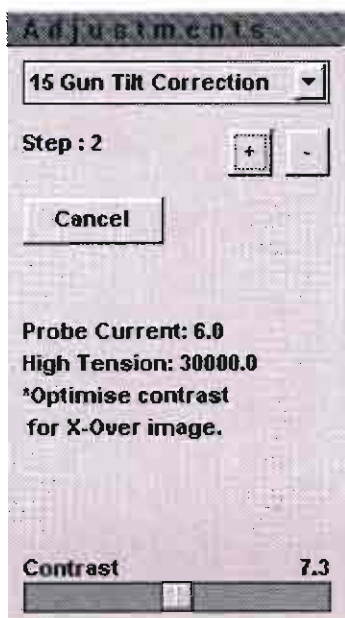 Adjustments
15 Gun Tilt Correction
Step : 2
+ -
Cancel
Probe Current: 6.0
High Tension: 30000.0
*Optimise contrast
for X-Over image.
Contrast 7.3